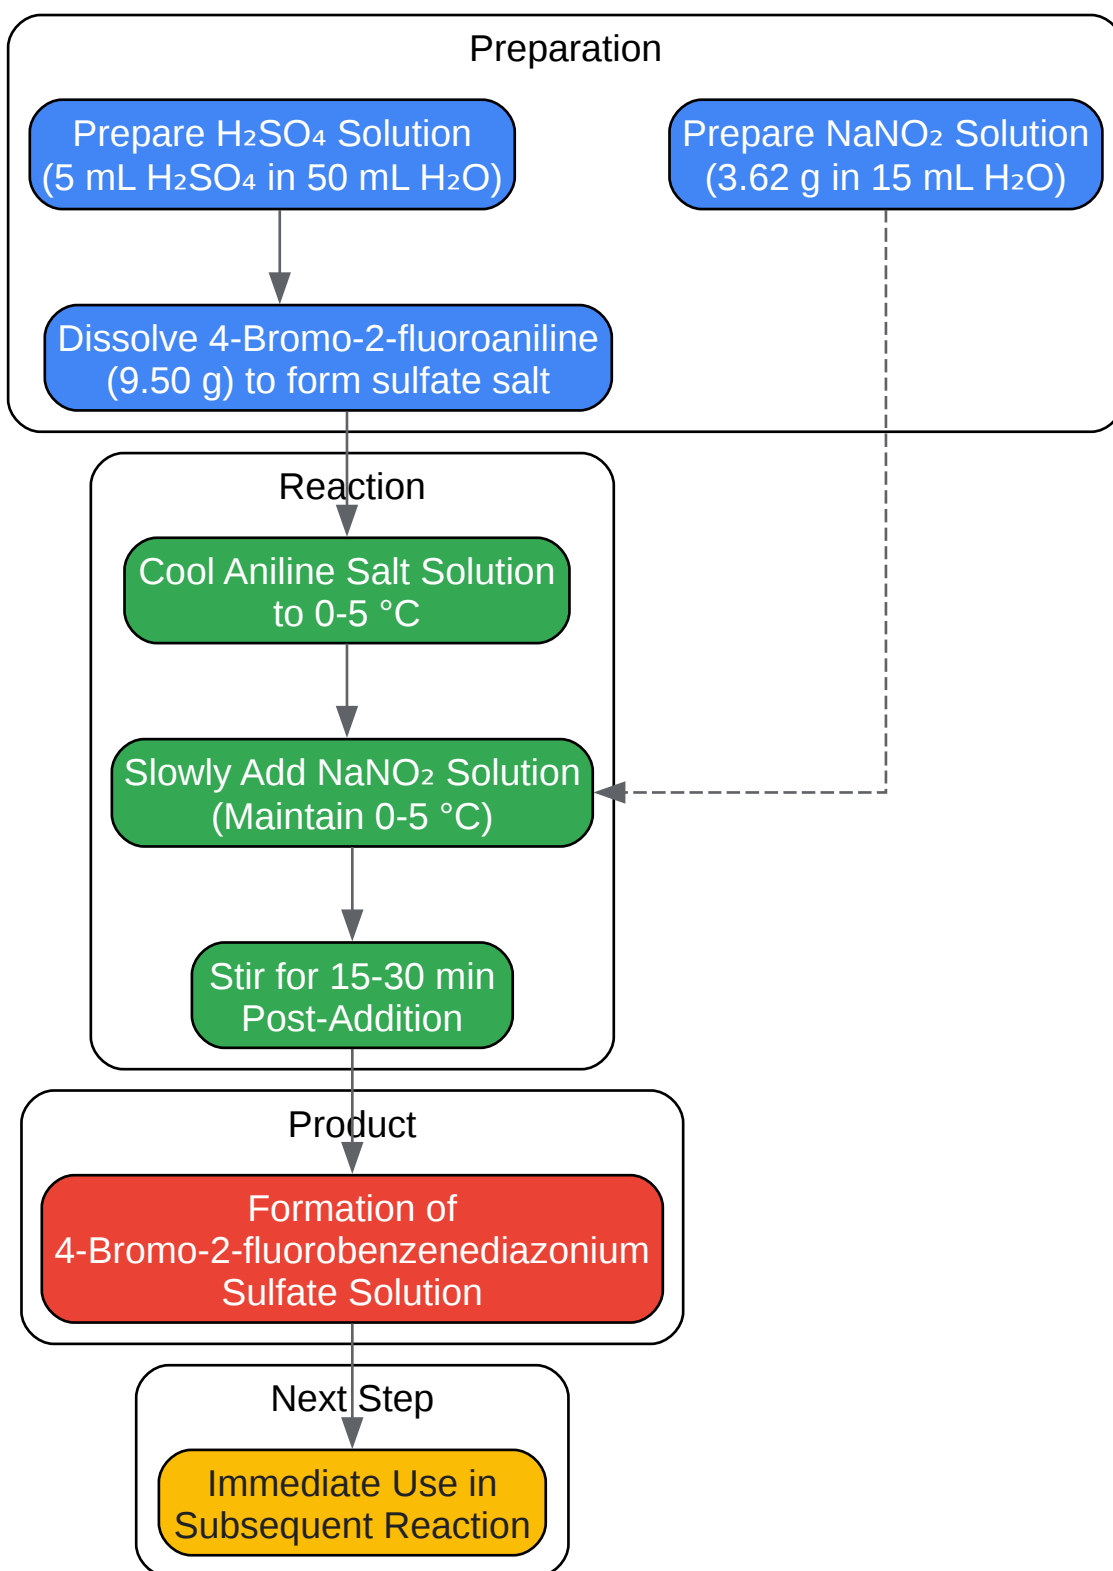 Preparation
Prepare H₂SO₄ Solution
(5 mL H₂SO₄ in 50 mL H₂O)
Prepare NaNO₂ Solution
(3.62 g in 15 mL H₂O)
Dissolve 4-Bromo-2-fluoroaniline
(9.50 g) to form sulfate salt
Reaction
Cool Aniline Salt Solution
to 0-5 °C
Slowly Add NaNO₂ Solution
(Maintain 0-5 °C)
Stir for 15-30 min
Post-Addition
Product
Formation of
4-Bromo-2-fluorobenzenediazonium
Sulfate Solution
Next Step
Immediate Use in
Subsequent Reaction